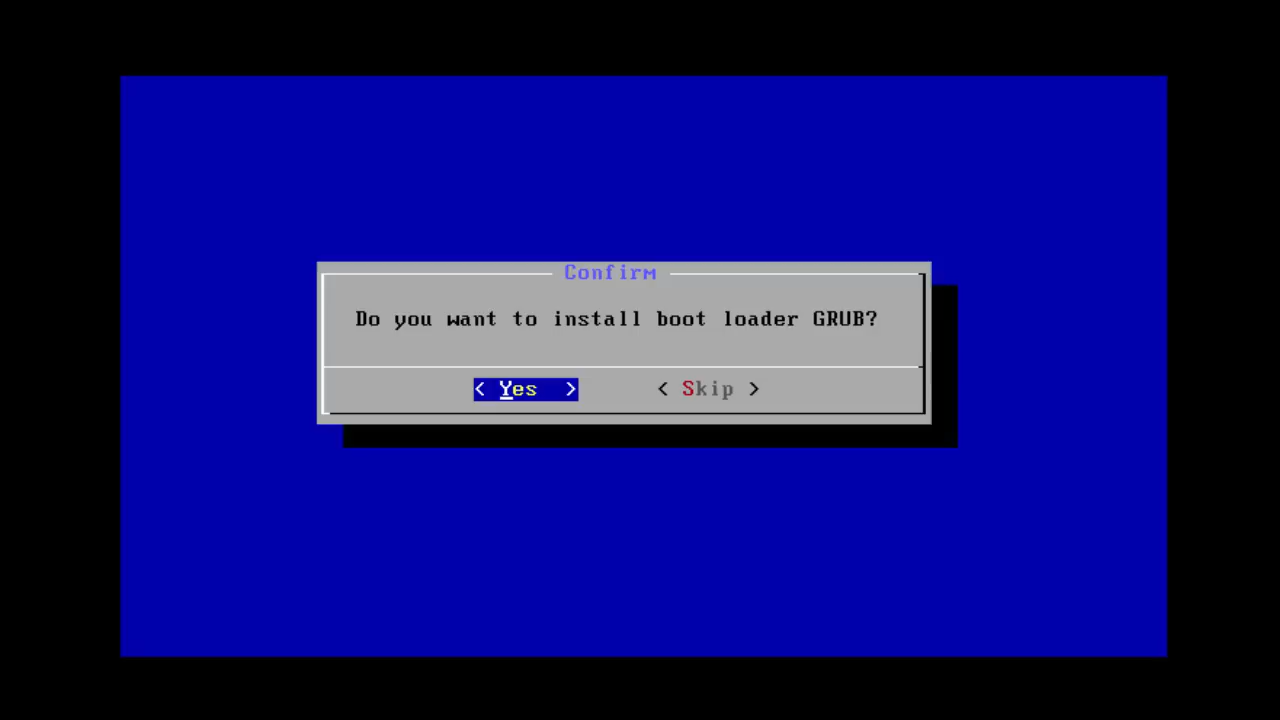 Confirm
Do you want to install boot loader GRUB?
< Yes > < Skip >